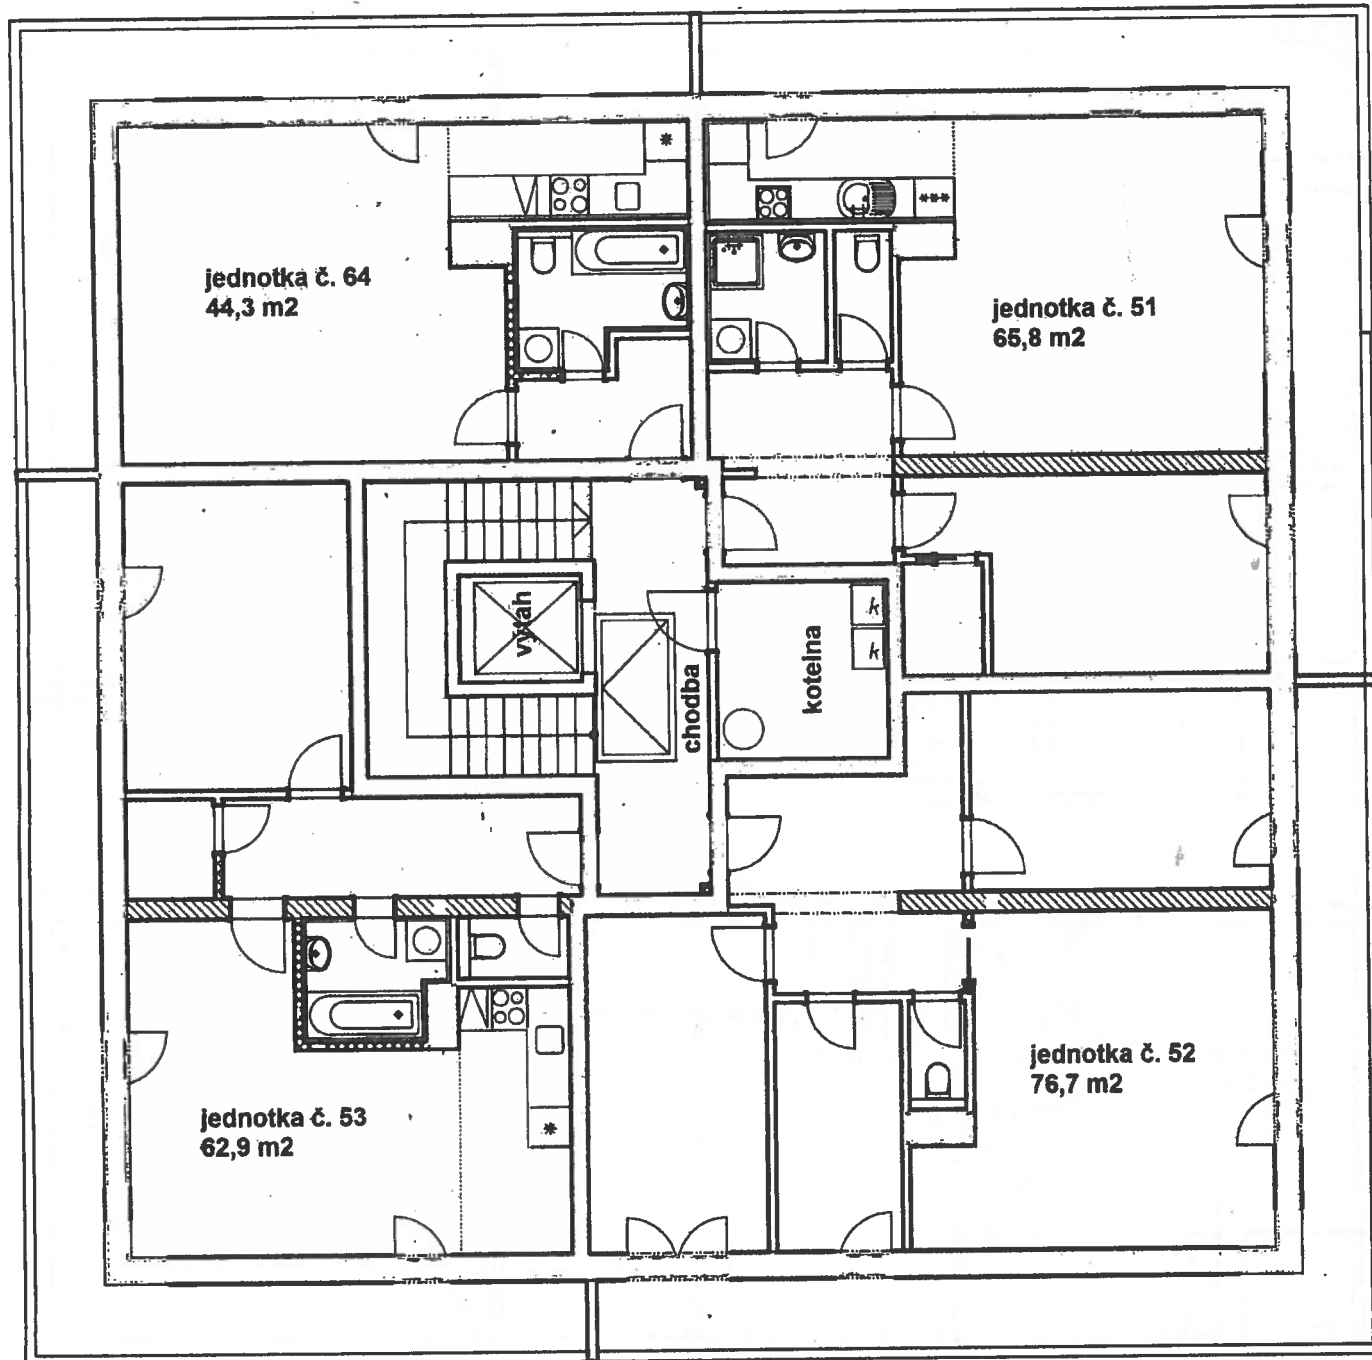 *
***
jednotka č. 64
44,3 m2
jednotka č. 51
65,8 m2
výtah
chodba
kotelna
k
k
jednotka č. 53
62,9 m2
*
jednotka č. 52
76,7 m2